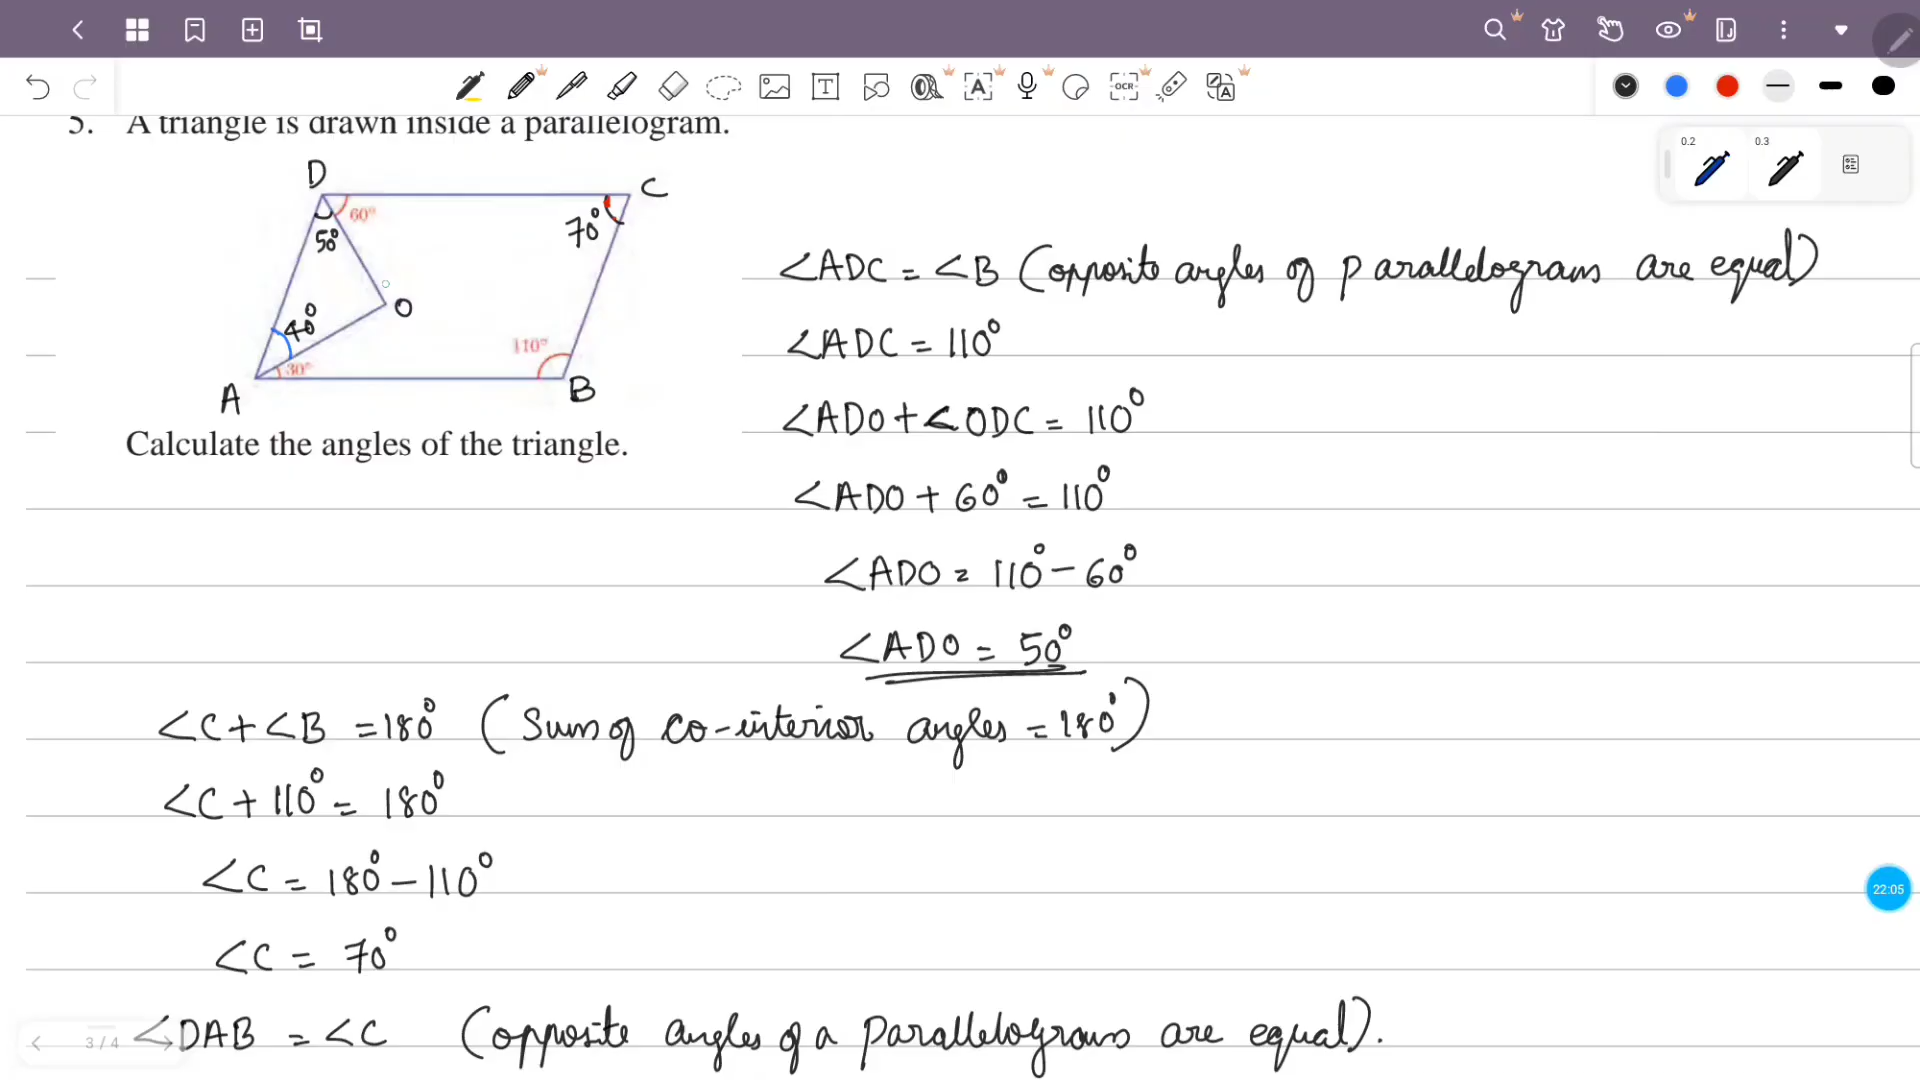 5. A triangle is drawn inside a parallelogram.
D
C
60°
70°
50°
O
40°
110°
30°
A
B
Calculate the angles of the triangle.
∠ADC = ∠B (opposite angles of parallelograms are equal)
∠ADC = 110°
∠ADO + ∠ODC = 110°
∠ADO + 60° = 110°
∠ADO = 110° - 60°
∠ADO = 50°
∠C + ∠B = 180° (Sum of co-interior angles = 180°)
∠C + 110° = 180°
∠C = 180° - 110°
∠C = 70°
∠DAB = ∠C (opposite angles of a parallelograms are equal).
3 / 4
0.2
0.3
22:05
OCR
T
A
A